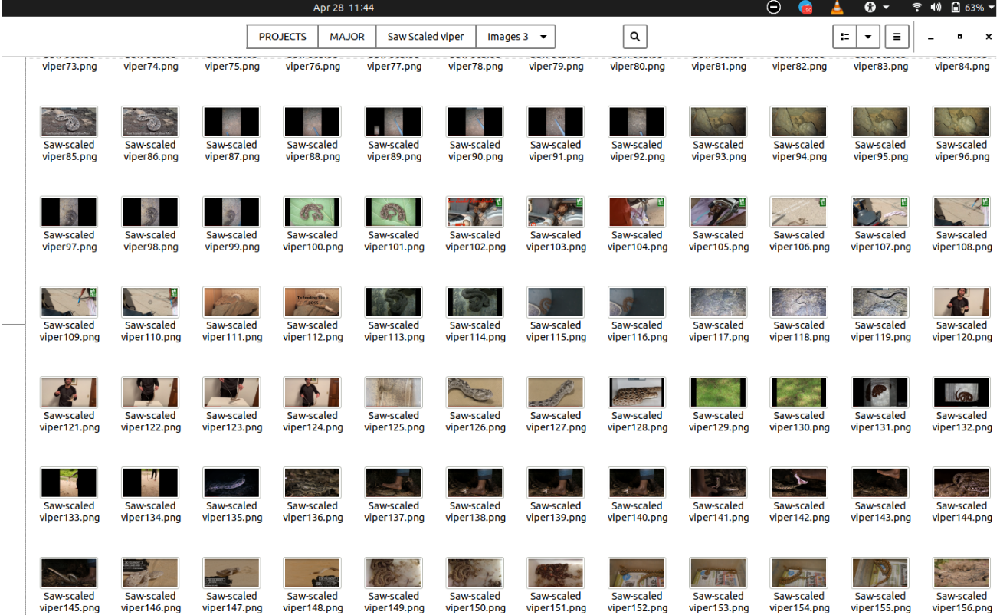 Apr 28 11:44
63%
PROJECTS MAJOR Saw Scaled viper Images 3
viper73.png viper74.png viper75.png viper76.png viper77.png viper78.png viper79.png viper80.png viper81.png viper82.png viper83.png viper84.png
Saw-scaled Saw-scaled Saw-scaled Saw-scaled Saw-scaled Saw-scaled Saw-scaled Saw-scaled Saw-scaled Saw-scaled Saw-scaled Saw-scaled
viper85.png viper86.png viper87.png viper88.png viper89.png viper90.png viper91.png viper92.png viper93.png viper94.png viper95.png viper96.png
Saw-scaled Saw-scaled Saw-scaled Saw-scaled Saw-scaled Saw-scaled Saw-scaled Saw-scaled Saw-scaled Saw-scaled Saw-scaled Saw-scaled
viper97.png viper98.png viper99.png viper100.png viper101.png viper102.png viper103.png viper104.png viper105.png viper106.png viper107.png viper108.png
Saw-scaled Saw-scaled Saw-scaled Saw-scaled Saw-scaled Saw-scaled Saw-scaled Saw-scaled Saw-scaled Saw-scaled Saw-scaled Saw-scaled
viper109.png viper110.png viper111.png viper112.png viper113.png viper114.png viper115.png viper116.png viper117.png viper118.png viper119.png viper120.png
Saw-scaled Saw-scaled Saw-scaled Saw-scaled Saw-scaled Saw-scaled Saw-scaled Saw-scaled Saw-scaled Saw-scaled Saw-scaled Saw-scaled
viper121.png viper122.png viper123.png viper124.png viper125.png viper126.png viper127.png viper128.png viper129.png viper130.png viper131.png viper132.png
Saw-scaled Saw-scaled Saw-scaled Saw-scaled Saw-scaled Saw-scaled Saw-scaled Saw-scaled Saw-scaled Saw-scaled Saw-scaled Saw-scaled
viper133.png viper134.png viper135.png viper136.png viper137.png viper138.png viper139.png viper140.png viper141.png viper142.png viper143.png viper144.png
Saw-scaled Saw-scaled Saw-scaled Saw-scaled Saw-scaled Saw-scaled Saw-scaled Saw-scaled Saw-scaled Saw-scaled Saw-scaled Saw-scaled
viper145.png viper146.png viper147.png viper148.png viper149.png viper150.png viper151.png viper152.png viper153.png viper154.png viper155.png viper156.png